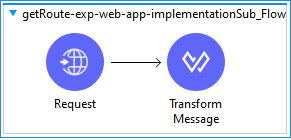 getRoute-exp-web-app-implementationSub_Flow
Request
Transform
Message